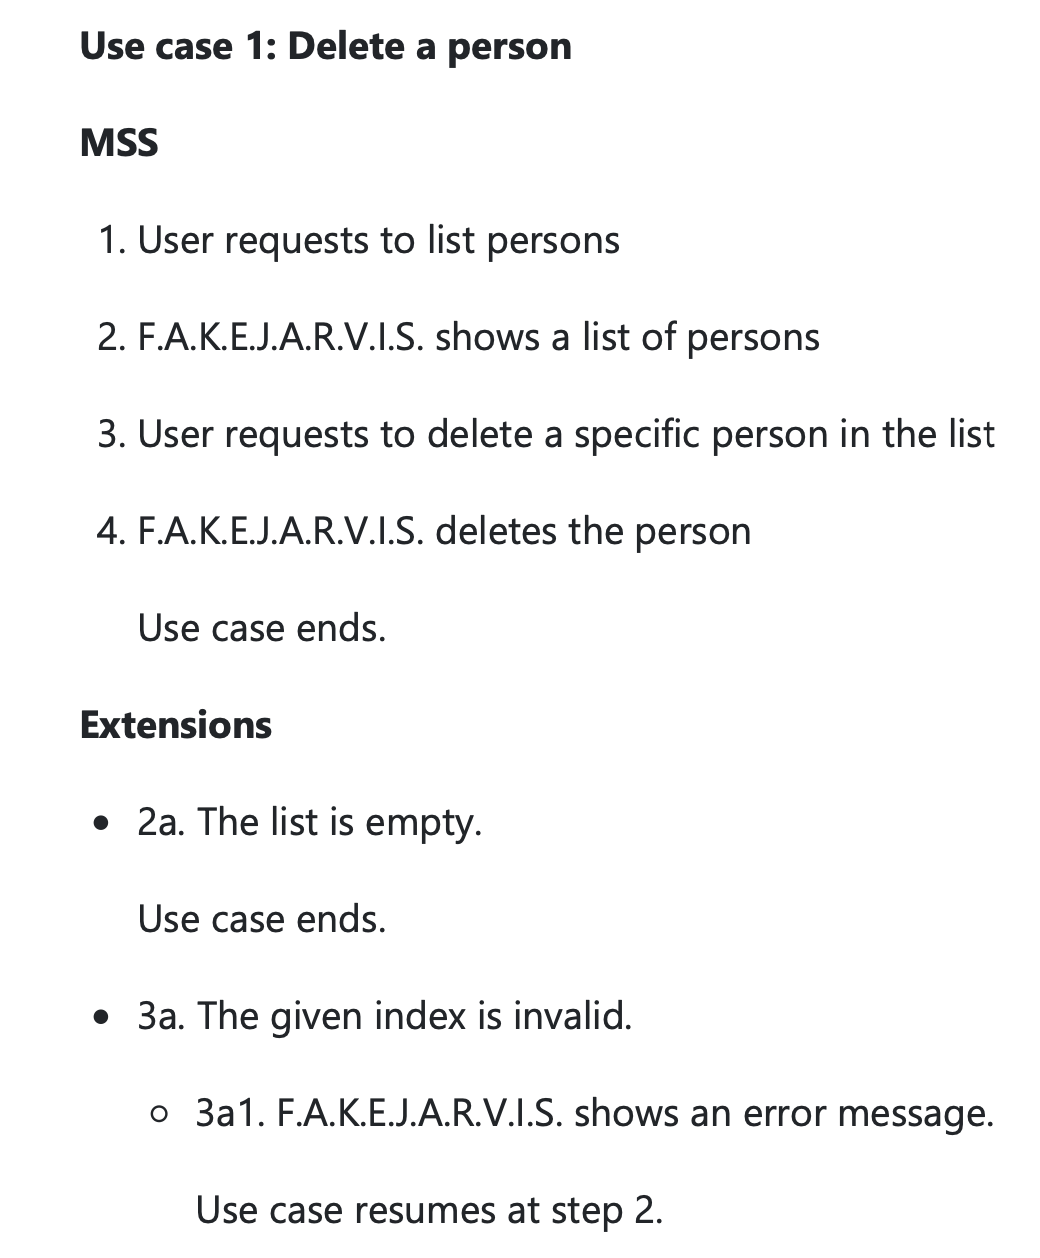 Use case 1: Delete a person
MSS
1. User requests to list persons
2. F.A.K.E.J.A.R.V.I.S. shows a list of persons
3. User requests to delete a specific person in the list
4. F.A.K.E.J.A.R.V.I.S. deletes the person
Use case ends.
Extensions
• 2a. The list is empty.
Use case ends.
• 3a. The given index is invalid.
○ 3a1. F.A.K.E.J.A.R.V.I.S. shows an error message.
Use case resumes at step 2.